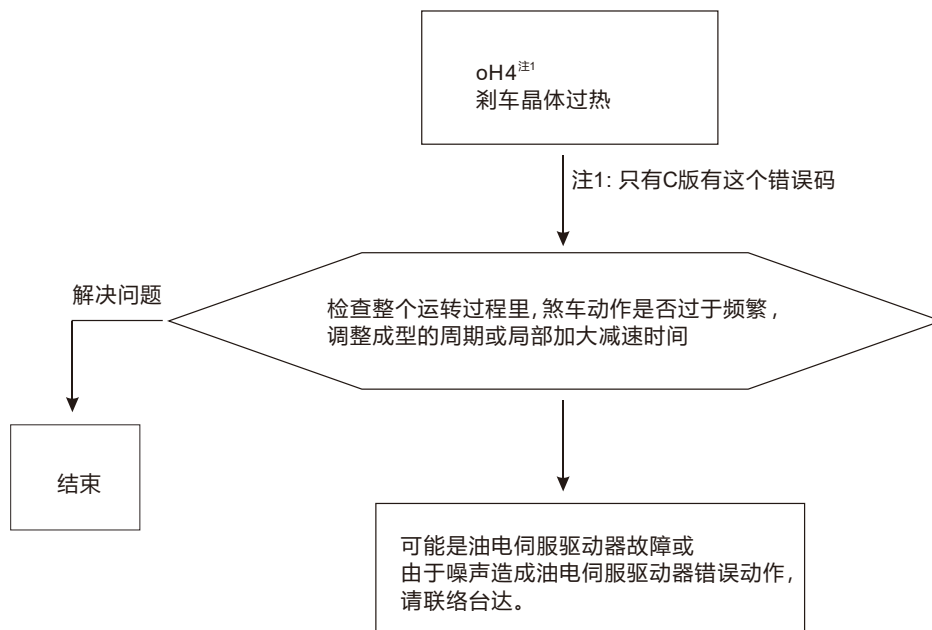 oH4注1
剎车晶体过热
注1: 只有C版有这个错误码
解决问题
检查整个运转过程里，煞车动作是否过于频繁，
调整成型的周期或局部加大减速时间
结束
可能是油电伺服驱动器故障或
由于噪声造成油电伺服驱动器错误动作，
请联络台达。